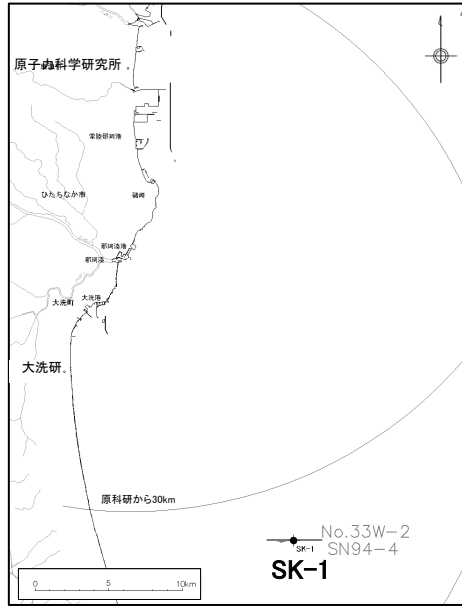 原子力科学研究所
常陸那珂港
ひたちなか市
磯崎
那珂湊港
那珂湊
大洗港
大洗町
大洗研
原科研から30km
No.33W-2
SN94-4
SK-1
SK-1
0 5 10km